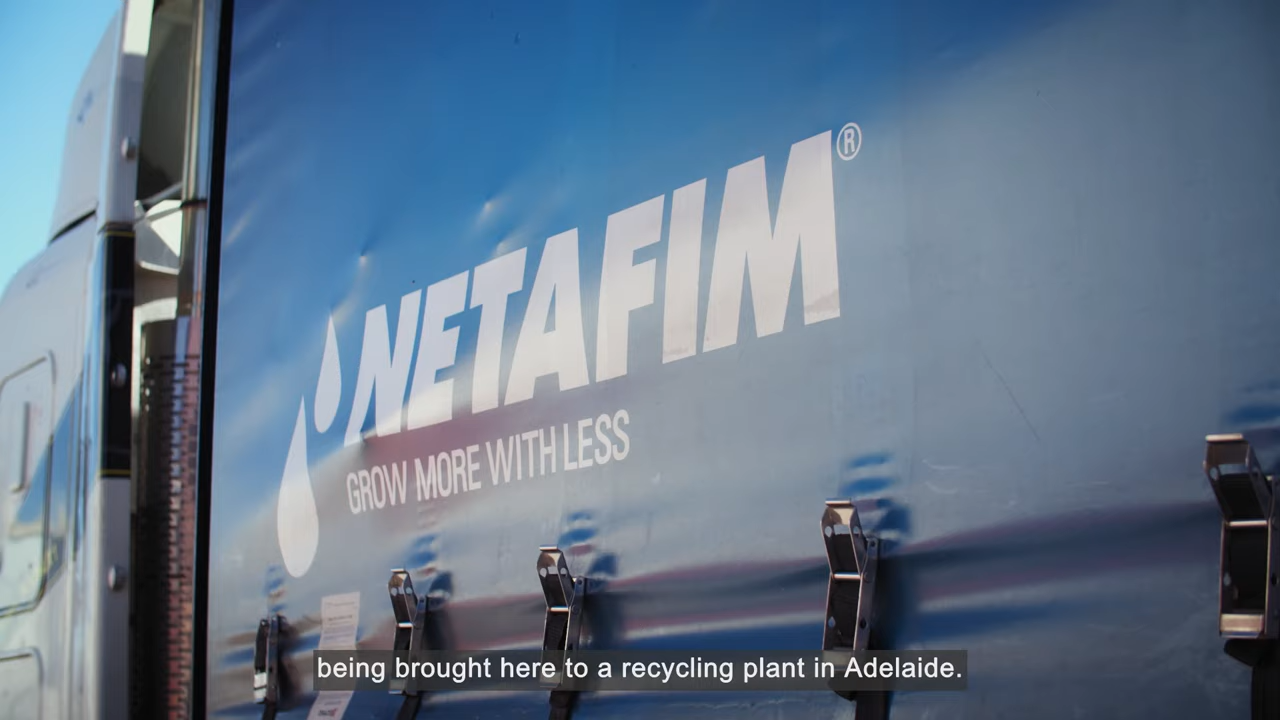 NETAFIM®
GROW MORE WITH LESS
being brought here to a recycling plant in Adelaide.